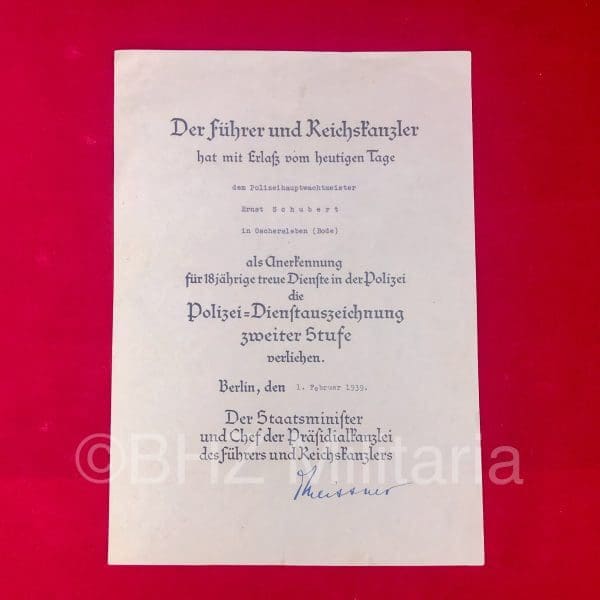 Der Führer und Reichskanzler
hat mit Erlaß vom heutigen Tage
dem Polizeihauptwachtmeister
Ernst Schubert
in Oschersleben (Bode)
als Anerkennung
für 18jährige treue Dienste in der Polizei
die
Polizei=Dienstauszeichnung
zweiter Stufe
verliehen.
Berlin, den 1. Februar 1939.
Der Staatsminister
und Chef der Präsidialkanzlei
des Führers und Reichskanzlers
Meissner
©BHZ Militaria